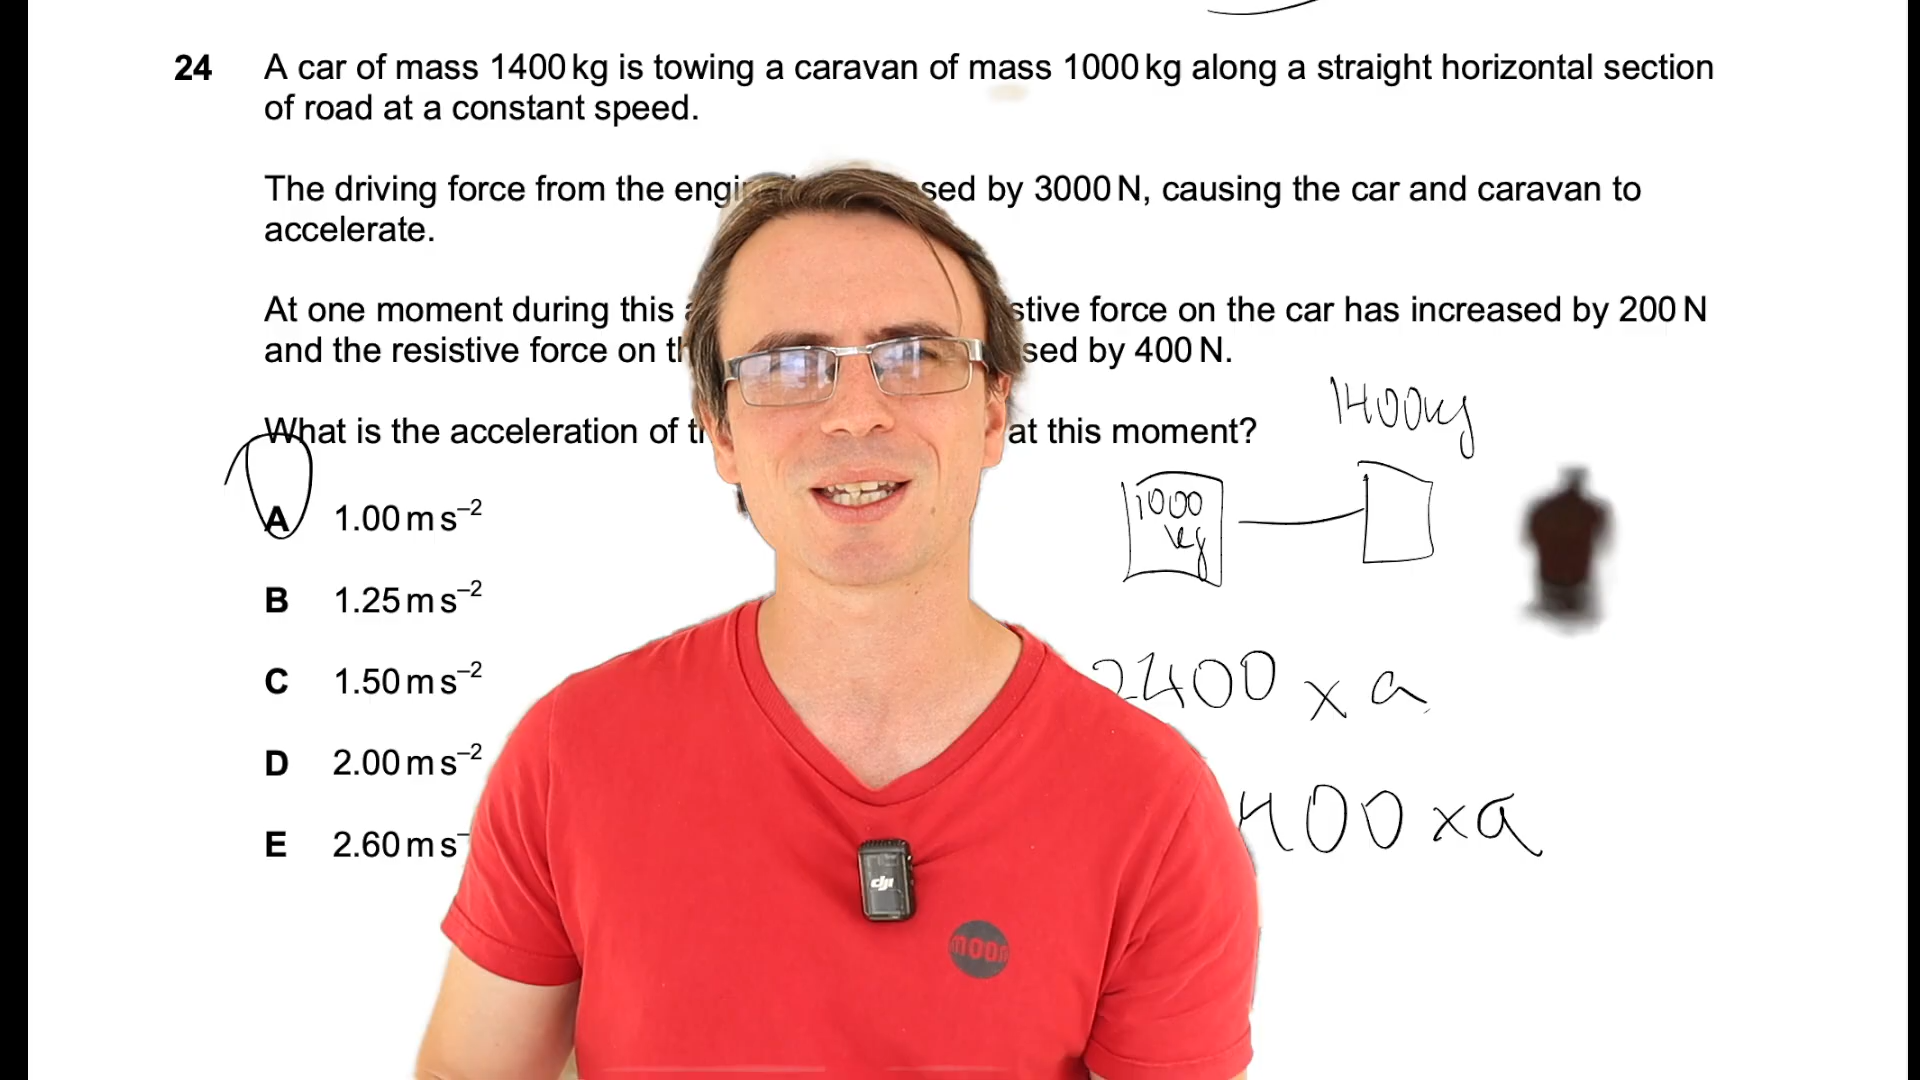 24 A car of mass 1400 kg is towing a caravan of mass 1000 kg along a straight horizontal section
of road at a constant speed.
The driving force from the sed by 3000 N, causing the car and caravan to
accelerate.
At one moment during this force on the car has increased by 200 N
and the resistive force on by 400 N.
What is the acceleration of at this moment?
1400kg
A 1.00 m s⁻²
1000
kg
B 1.25 m s⁻²
C 1.50 m s⁻²
2400 x a
D 2.00 m s⁻²
400 x a
E 2.60 m s⁻
dji
moon